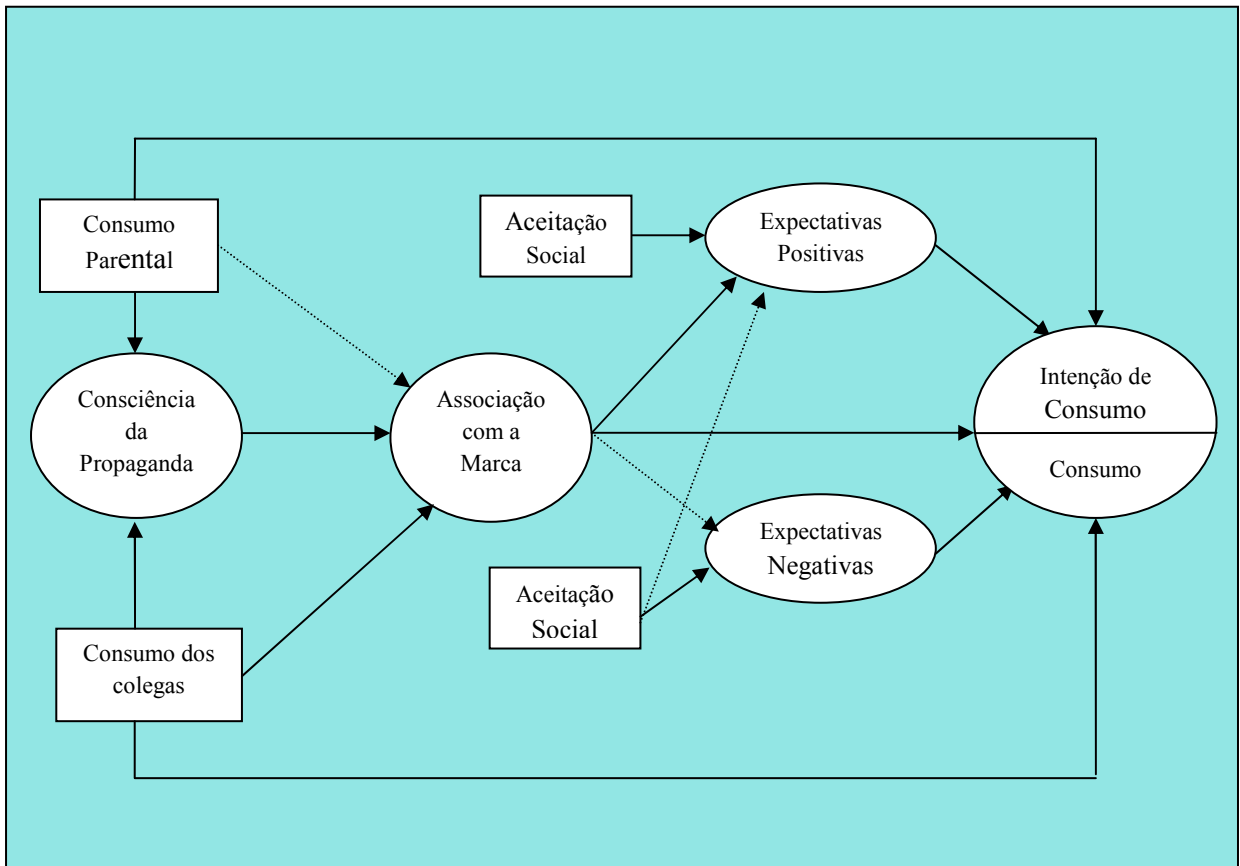 Consumo
Parental
Aceitação
Social
Expectativas
Positivas
Consciência
da
Propaganda
Associação
com a
Marca
Intenção de
Consumo
Consumo
Expectativas
Negativas
Aceitação
Social
Consumo dos
colegas